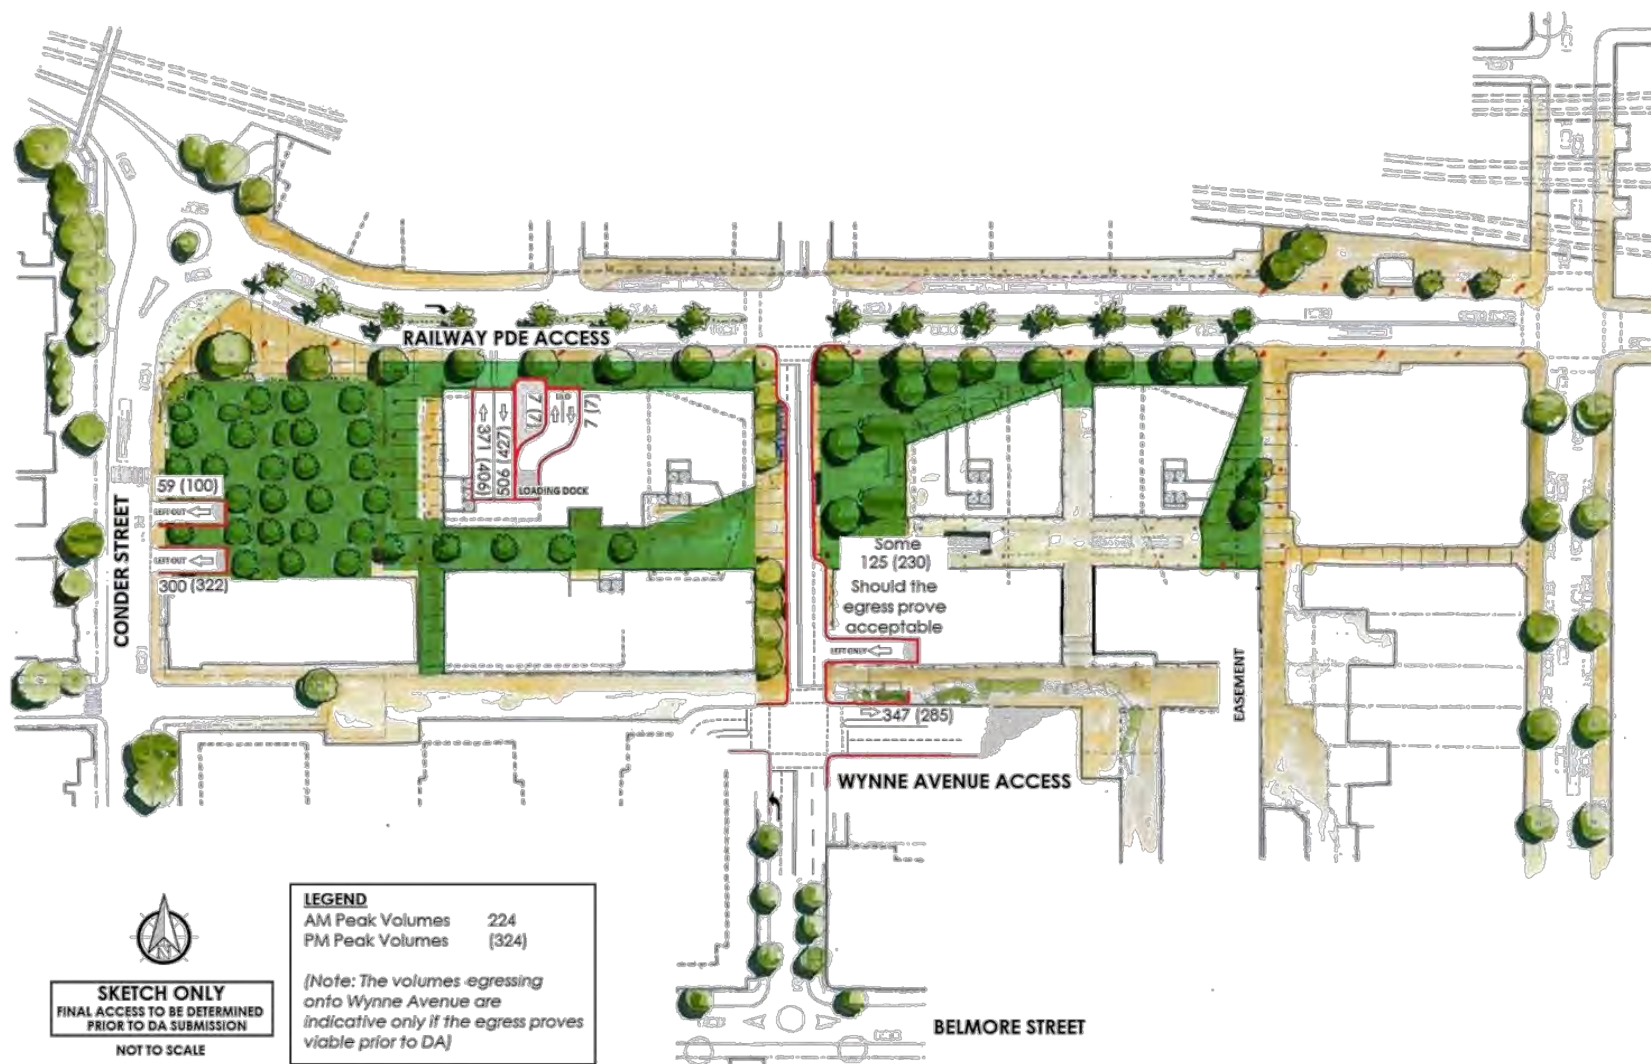 RAILWAY PDE ACCESS
371 (406)
509 (427)
7 (7)
7 (7)
LOADING DOCK
59 (100)
LEFT OUT
LEFT OUT
300 (322)
CONDER STREET
Some
125 (230)
Should the
egress prove
acceptable
LEFT ONLY
347 (285)
EASEMENT
WYNNE AVENUE ACCESS
BELMORE STREET
N
SKETCH ONLY
FINAL ACCESS TO BE DETERMINED
PRIOR TO DA SUBMISSION
NOT TO SCALE
LEGEND
AM Peak Volumes 224
PM Peak Volumes (324)
(Note: The volumes egressing
onto Wynne Avenue are
indicative only if the egress proves
viable prior to DA)